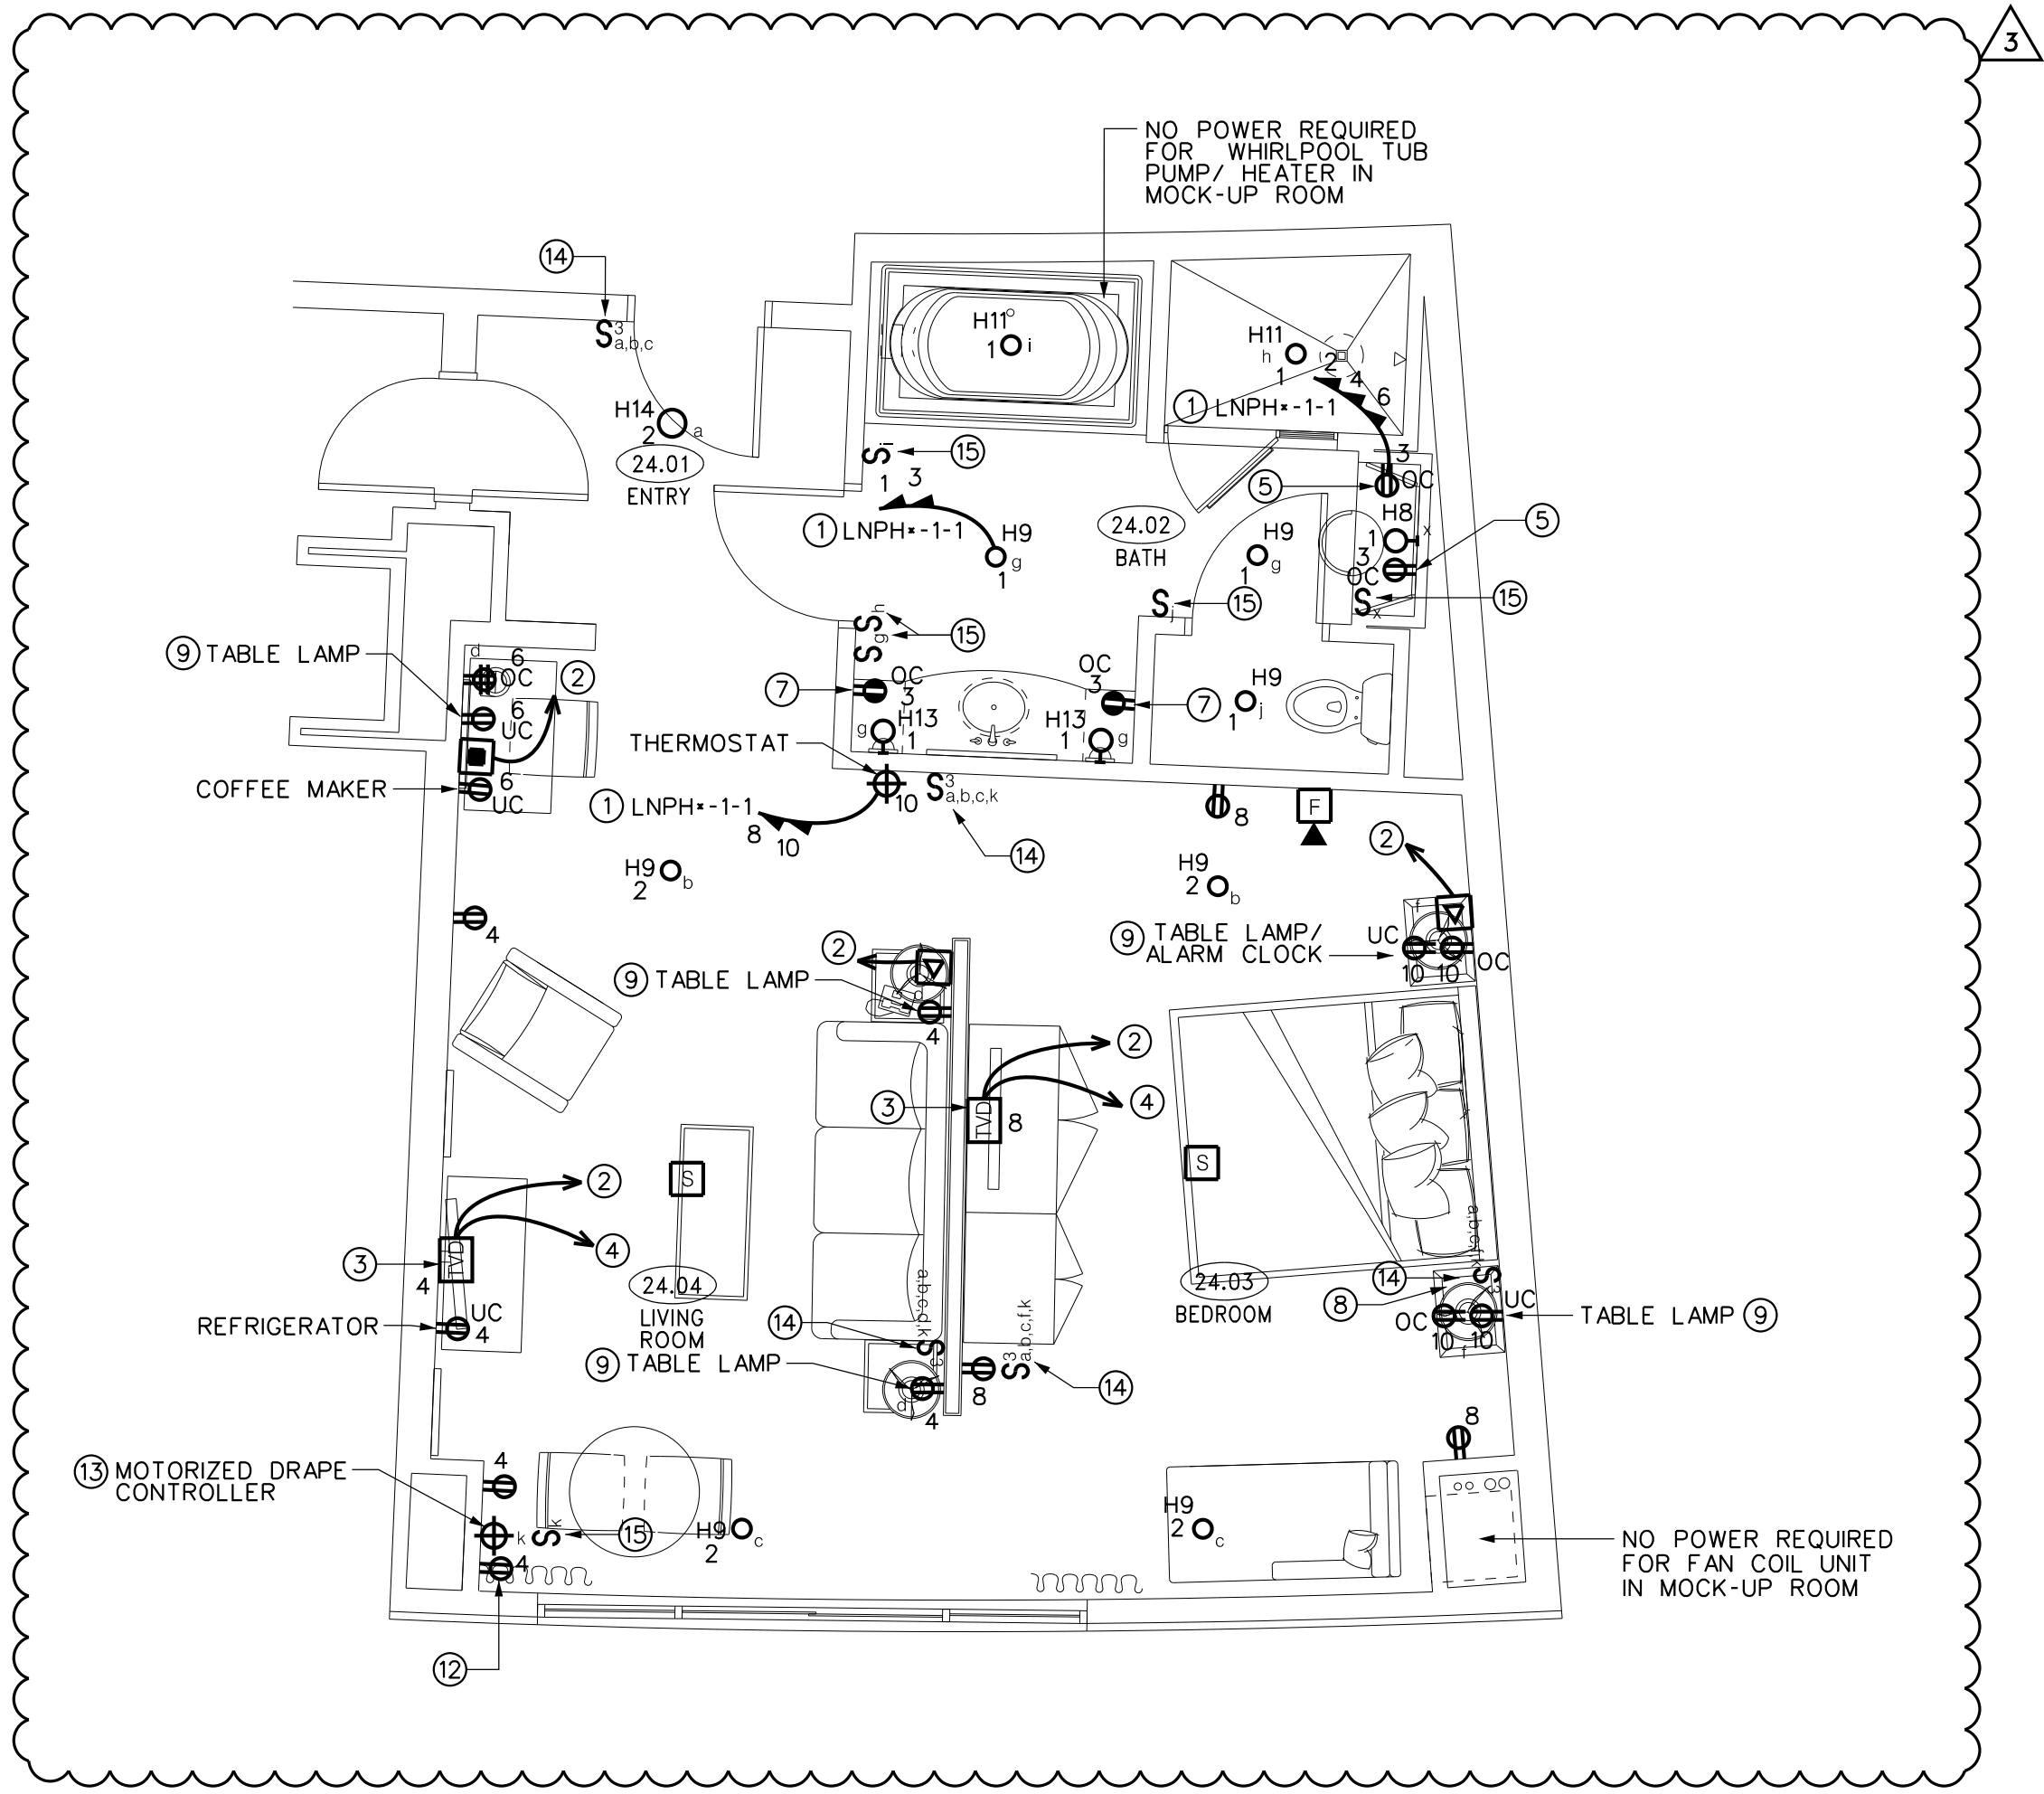 3
NO POWER REQUIRED
FOR WHIRLPOOL TUB
PUMP/ HEATER IN
MOCK-UP ROOM
14
S3
a,b,c
H11
1 i
H11
h
1
2
4
6
1 LNPH*-1-1
H14
2 a
24.01
ENTRY
S i
15
1 3
1 LNPH*-1-1
H9
1 g
24.02
BATH
3
OC
5
H8
1 x
5
3
OC
S x
15
H9
1 g
S j
15
S h
S g
15
9 TABLE LAMP
d
6
OC
2
6
UC
6
UC
COFFEE MAKER
7
OC
3
OC
3
7
H13
g
1
H13
1 g
H9
1 j
THERMOSTAT
10
S3
a,b,c,k
14
1 LNPH*-1-1
8
10
8
F
2
H9
2 b
H9
2 b
4
9 TABLE LAMP/
ALARM CLOCK
f
UC
10 10
OC
2
9 TABLE LAMP
d
4
2
4
3
TVD
8
S
S
2
4
3
TVD
4
REFRIGERATOR
UC
4
24.04
LIVING
ROOM
24.03
BEDROOM
a,b,c,d,k
S3
14
9 TABLE LAMP
d
4
8
S3
a,b,c,f,k
14
a,b,c,f,k
S3
14
8
OC
10 10
UC
f
TABLE LAMP 9
8
13 MOTORIZED DRAPE
CONTROLLER
4
k
S k
15
4
12
H9
2 c
H9
2 c
NO POWER REQUIRED
FOR FAN COIL UNIT
IN MOCK-UP ROOM